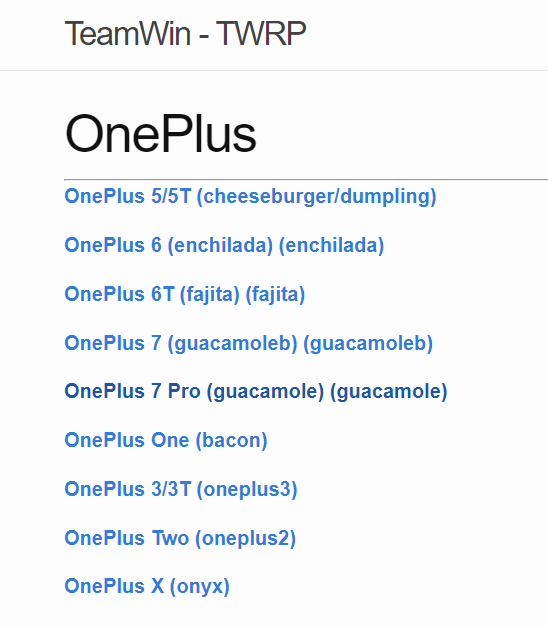 TeamWin - TWRP
OnePlus
OnePlus 5/5T (cheeseburger/dumpling)
OnePlus 6 (enchilada) (enchilada)
OnePlus 6T (fajita) (fajita)
OnePlus 7 (guacamoleb) (guacamoleb)
OnePlus 7 Pro (guacamole) (guacamole)
OnePlus One (bacon)
OnePlus 3/3T (oneplus3)
OnePlus Two (oneplus2)
OnePlus X (onyx)